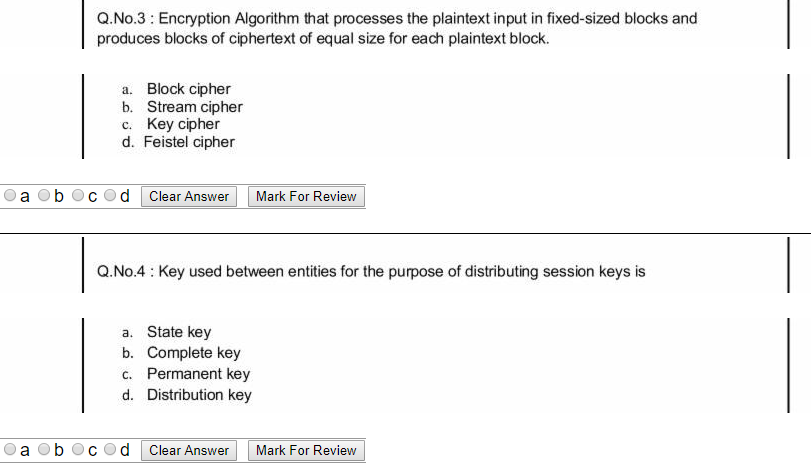 Q.No.3 : Encryption Algorithm that processes the plaintext input in fixed-sized blocks and
produces blocks of ciphertext of equal size for each plaintext block.
a. Block cipher
b. Stream cipher
c. Key cipher
d. Feistel cipher
a b c d Clear Answer Mark For Review
Q.No.4 : Key used between entities for the purpose of distributing session keys is
a. State key
b. Complete key
c. Permanent key
d. Distribution key
a b c d Clear Answer Mark For Review